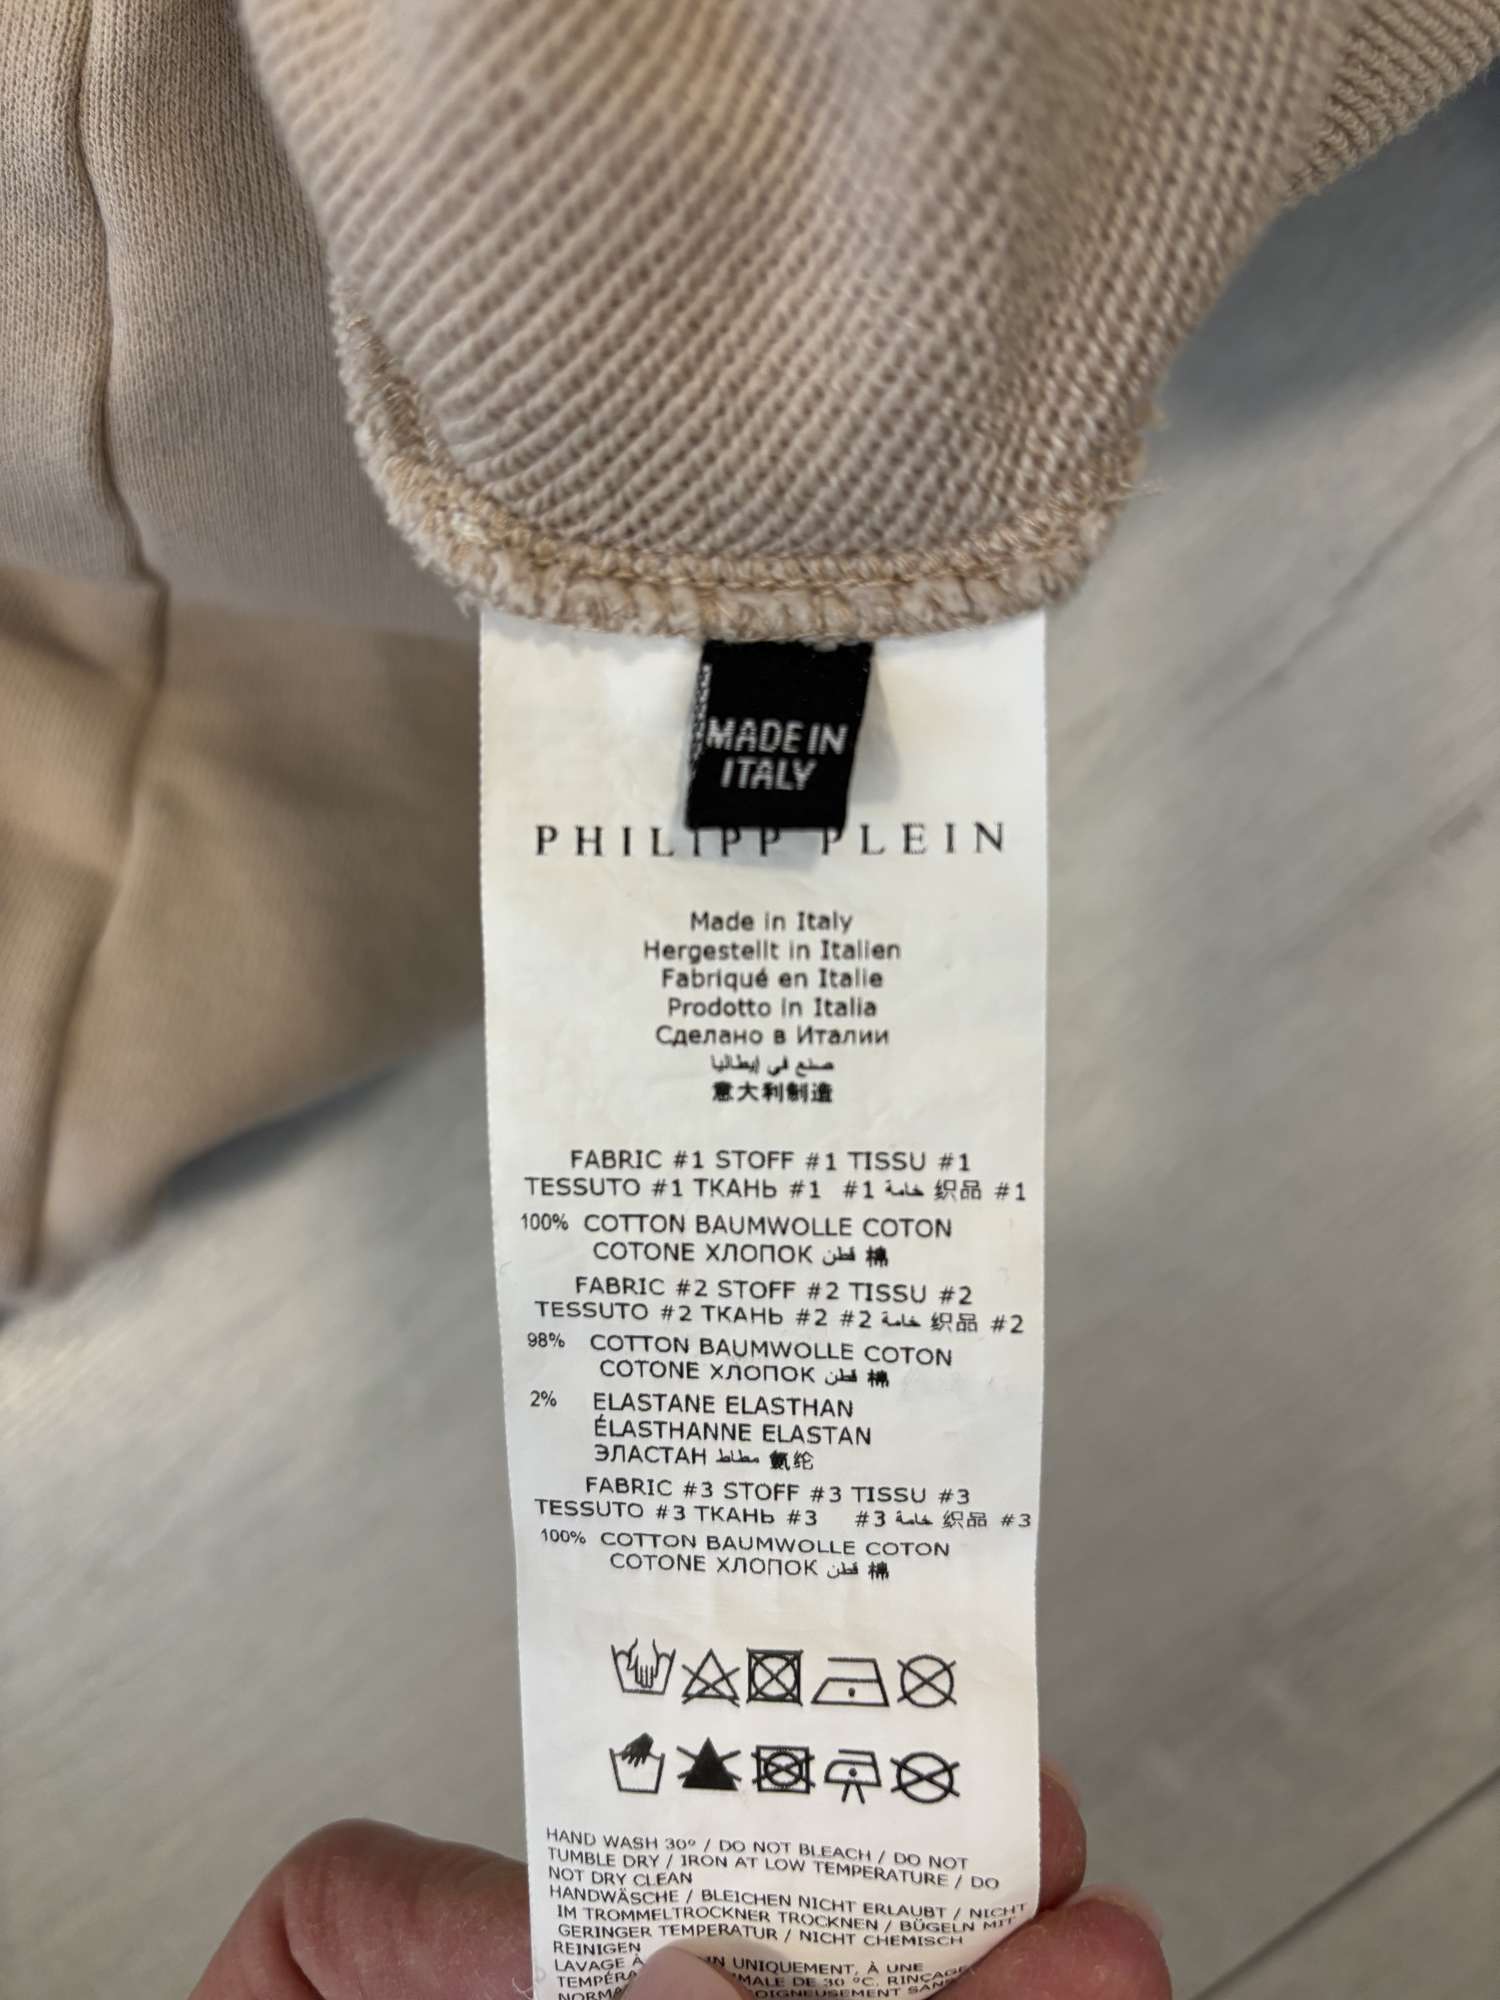 MADE IN
ITALY
PHILIPP PLEIN
Made in Italy
Hergestellt in Italien
Fabriqué en Italie
Prodotto in Italia
Сделано в Италии
صنع في إيطاليا
意大利制造
FABRIC #1 STOFF #1 TISSU #1
TESSUTO #1 ТКАНЬ #1 #1 خامة 织品 #1
100% COTTON BAUMWOLLE COTON
COTONE ХЛОПОК قطن 棉
FABRIC #2 STOFF #2 TISSU #2
TESSUTO #2 ТКАНЬ #2 #2 خامة 织品 #2
98% COTTON BAUMWOLLE COTON
COTONE ХЛОПОК قطن 棉
2% ELASTANE ELASTHAN
ÉLASTHANNE ELASTAN
ЭЛАСТАН مطاط 氨纶
FABRIC #3 STOFF #3 TISSU #3
TESSUTO #3 ТКАНЬ #3 #3 خامة 织品 #3
100% COTTON BAUMWOLLE COTON
COTONE ХЛОПОК قطن 棉
HAND WASH 30° / DO NOT BLEACH / DO NOT
TUMBLE DRY / IRON AT LOW TEMPERATURE / DO
NOT DRY CLEAN
HANDWÄSCHE / BLEICHEN NICHT ERLAUBT / NICHT
IM TROMMELTROCKNER TROCKNEN / BÜGELN MIT
GERINGER TEMPERATUR / NICHT CHEMISCH
REINIGEN
LAVAGE À UNIQUEMENT, À UNE
DE 30 °C. RINÇAGE
SOIGNEUSEMENT